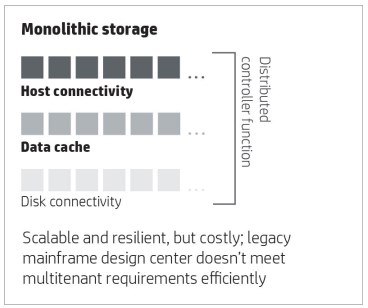 Monolithic storage
...
Host connectivity
...
Data cache
...
Disk connectivity
Distributed
controller function
Scalable and resilient, but costly; legacy
mainframe design center doesn't meet
multitenant requirements efficiently